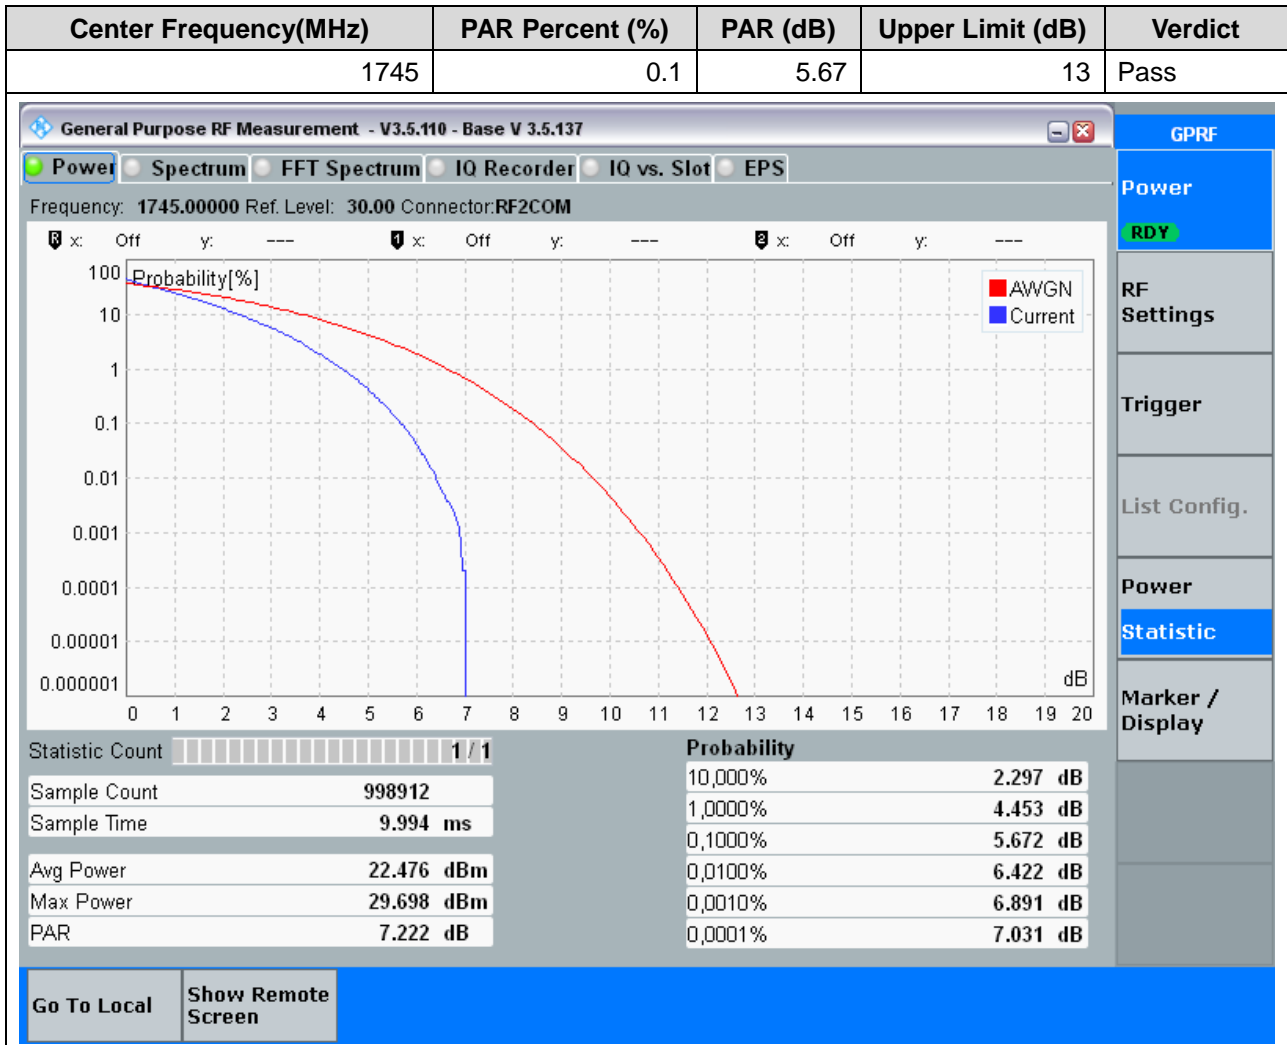 Center Frequency(MHz) PAR Percent (%) PAR (dB) Upper Limit (dB) Verdict
1745 0.1 5.67 13 Pass
General Purpose RF Measurement - V3.5.110 - Base V 3.5.137
GPRF
Power Spectrum FFT Spectrum IQ Recorder IQ vs. Slot EPS
Frequency: 1745.00000 Ref. Level: 30.00 Connector:RF2COM
R x: Off y: --- 1 x: Off y: --- 2 x: Off y: ---
Probability[%]
100
10
1
0.1
0.01
0.001
0.0001
0.00001
0.000001
AWGN
Current
dB
0 1 2 3 4 5 6 7 8 9 10 11 12 13 14 15 16 17 18 19 20
Statistic Count 1 / 1
Sample Count 998912
Sample Time 9.994 ms
Avg Power 22.476 dBm
Max Power 29.698 dBm
PAR 7.222 dB
Probability
10,000% 2.297 dB
1,0000% 4.453 dB
0,1000% 5.672 dB
0,0100% 6.422 dB
0,0010% 6.891 dB
0,0001% 7.031 dB
Power
RDY
RF
Settings
Trigger
List Config.
Power
Statistic
Marker /
Display
Go To Local
Show Remote
Screen